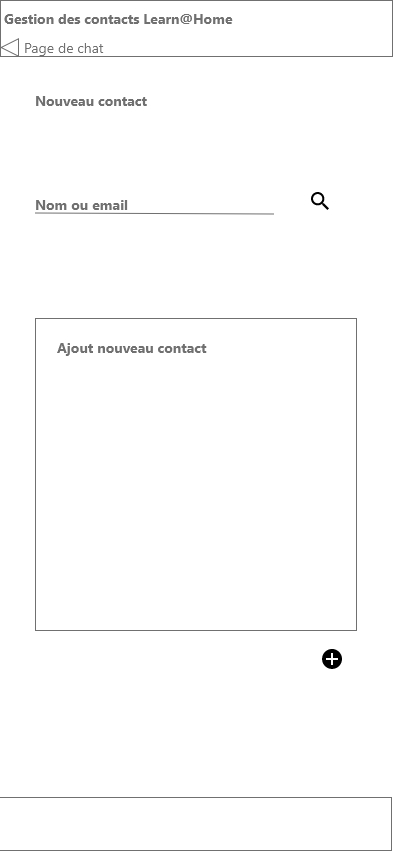 Gestion des contacts Learn@Home
Page de chat
Nouveau contact
Nom ou email
Ajout nouveau contact